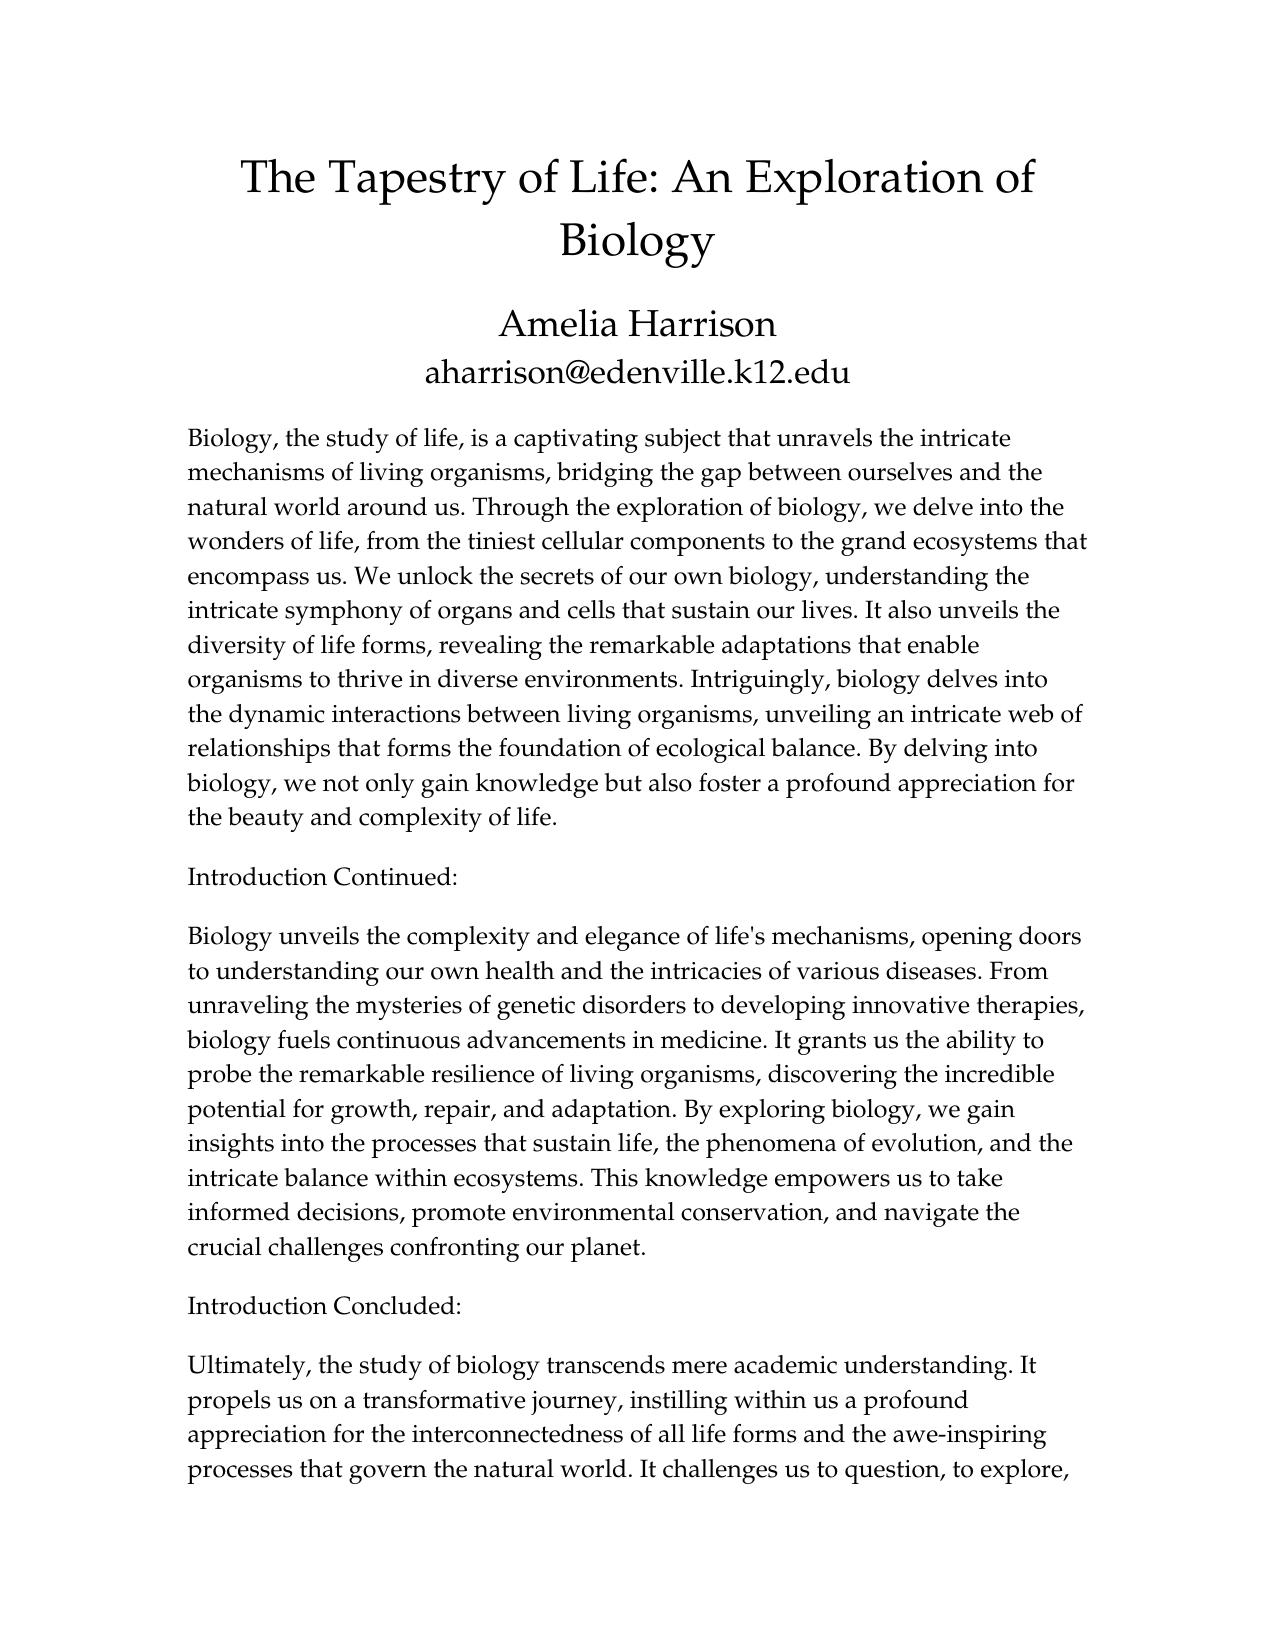 The Tapestry of Life: An Exploration of
Biology
Amelia Harrison
aharrison@edenville.k12.edu
Biology, the study of life, is a captivating subject that unravels the intricate
mechanisms of living organisms, bridging the gap between ourselves and the
natural world around us. Through the exploration of biology, we delve into the
wonders of life, from the tiniest cellular components to the grand ecosystems that
encompass us. We unlock the secrets of our own biology, understanding the
intricate symphony of organs and cells that sustain our lives. It also unveils the
diversity of life forms, revealing the remarkable adaptations that enable
organisms to thrive in diverse environments. Intriguingly, biology delves into
the dynamic interactions between living organisms, unveiling an intricate web of
relationships that forms the foundation of ecological balance. By delving into
biology, we not only gain knowledge but also foster a profound appreciation for
the beauty and complexity of life.
Introduction Continued:
Biology unveils the complexity and elegance of life's mechanisms, opening doors
to understanding our own health and the intricacies of various diseases. From
unraveling the mysteries of genetic disorders to developing innovative therapies,
biology fuels continuous advancements in medicine. It grants us the ability to
probe the remarkable resilience of living organisms, discovering the incredible
potential for growth, repair, and adaptation. By exploring biology, we gain
insights into the processes that sustain life, the phenomena of evolution, and the
intricate balance within ecosystems. This knowledge empowers us to take
informed decisions, promote environmental conservation, and navigate the
crucial challenges confronting our planet.
Introduction Concluded:
Ultimately, the study of biology transcends mere academic understanding. It
propels us on a transformative journey, instilling within us a profound
appreciation for the interconnectedness of all life forms and the awe-inspiring
processes that govern the natural world. It challenges us to question, to explore,